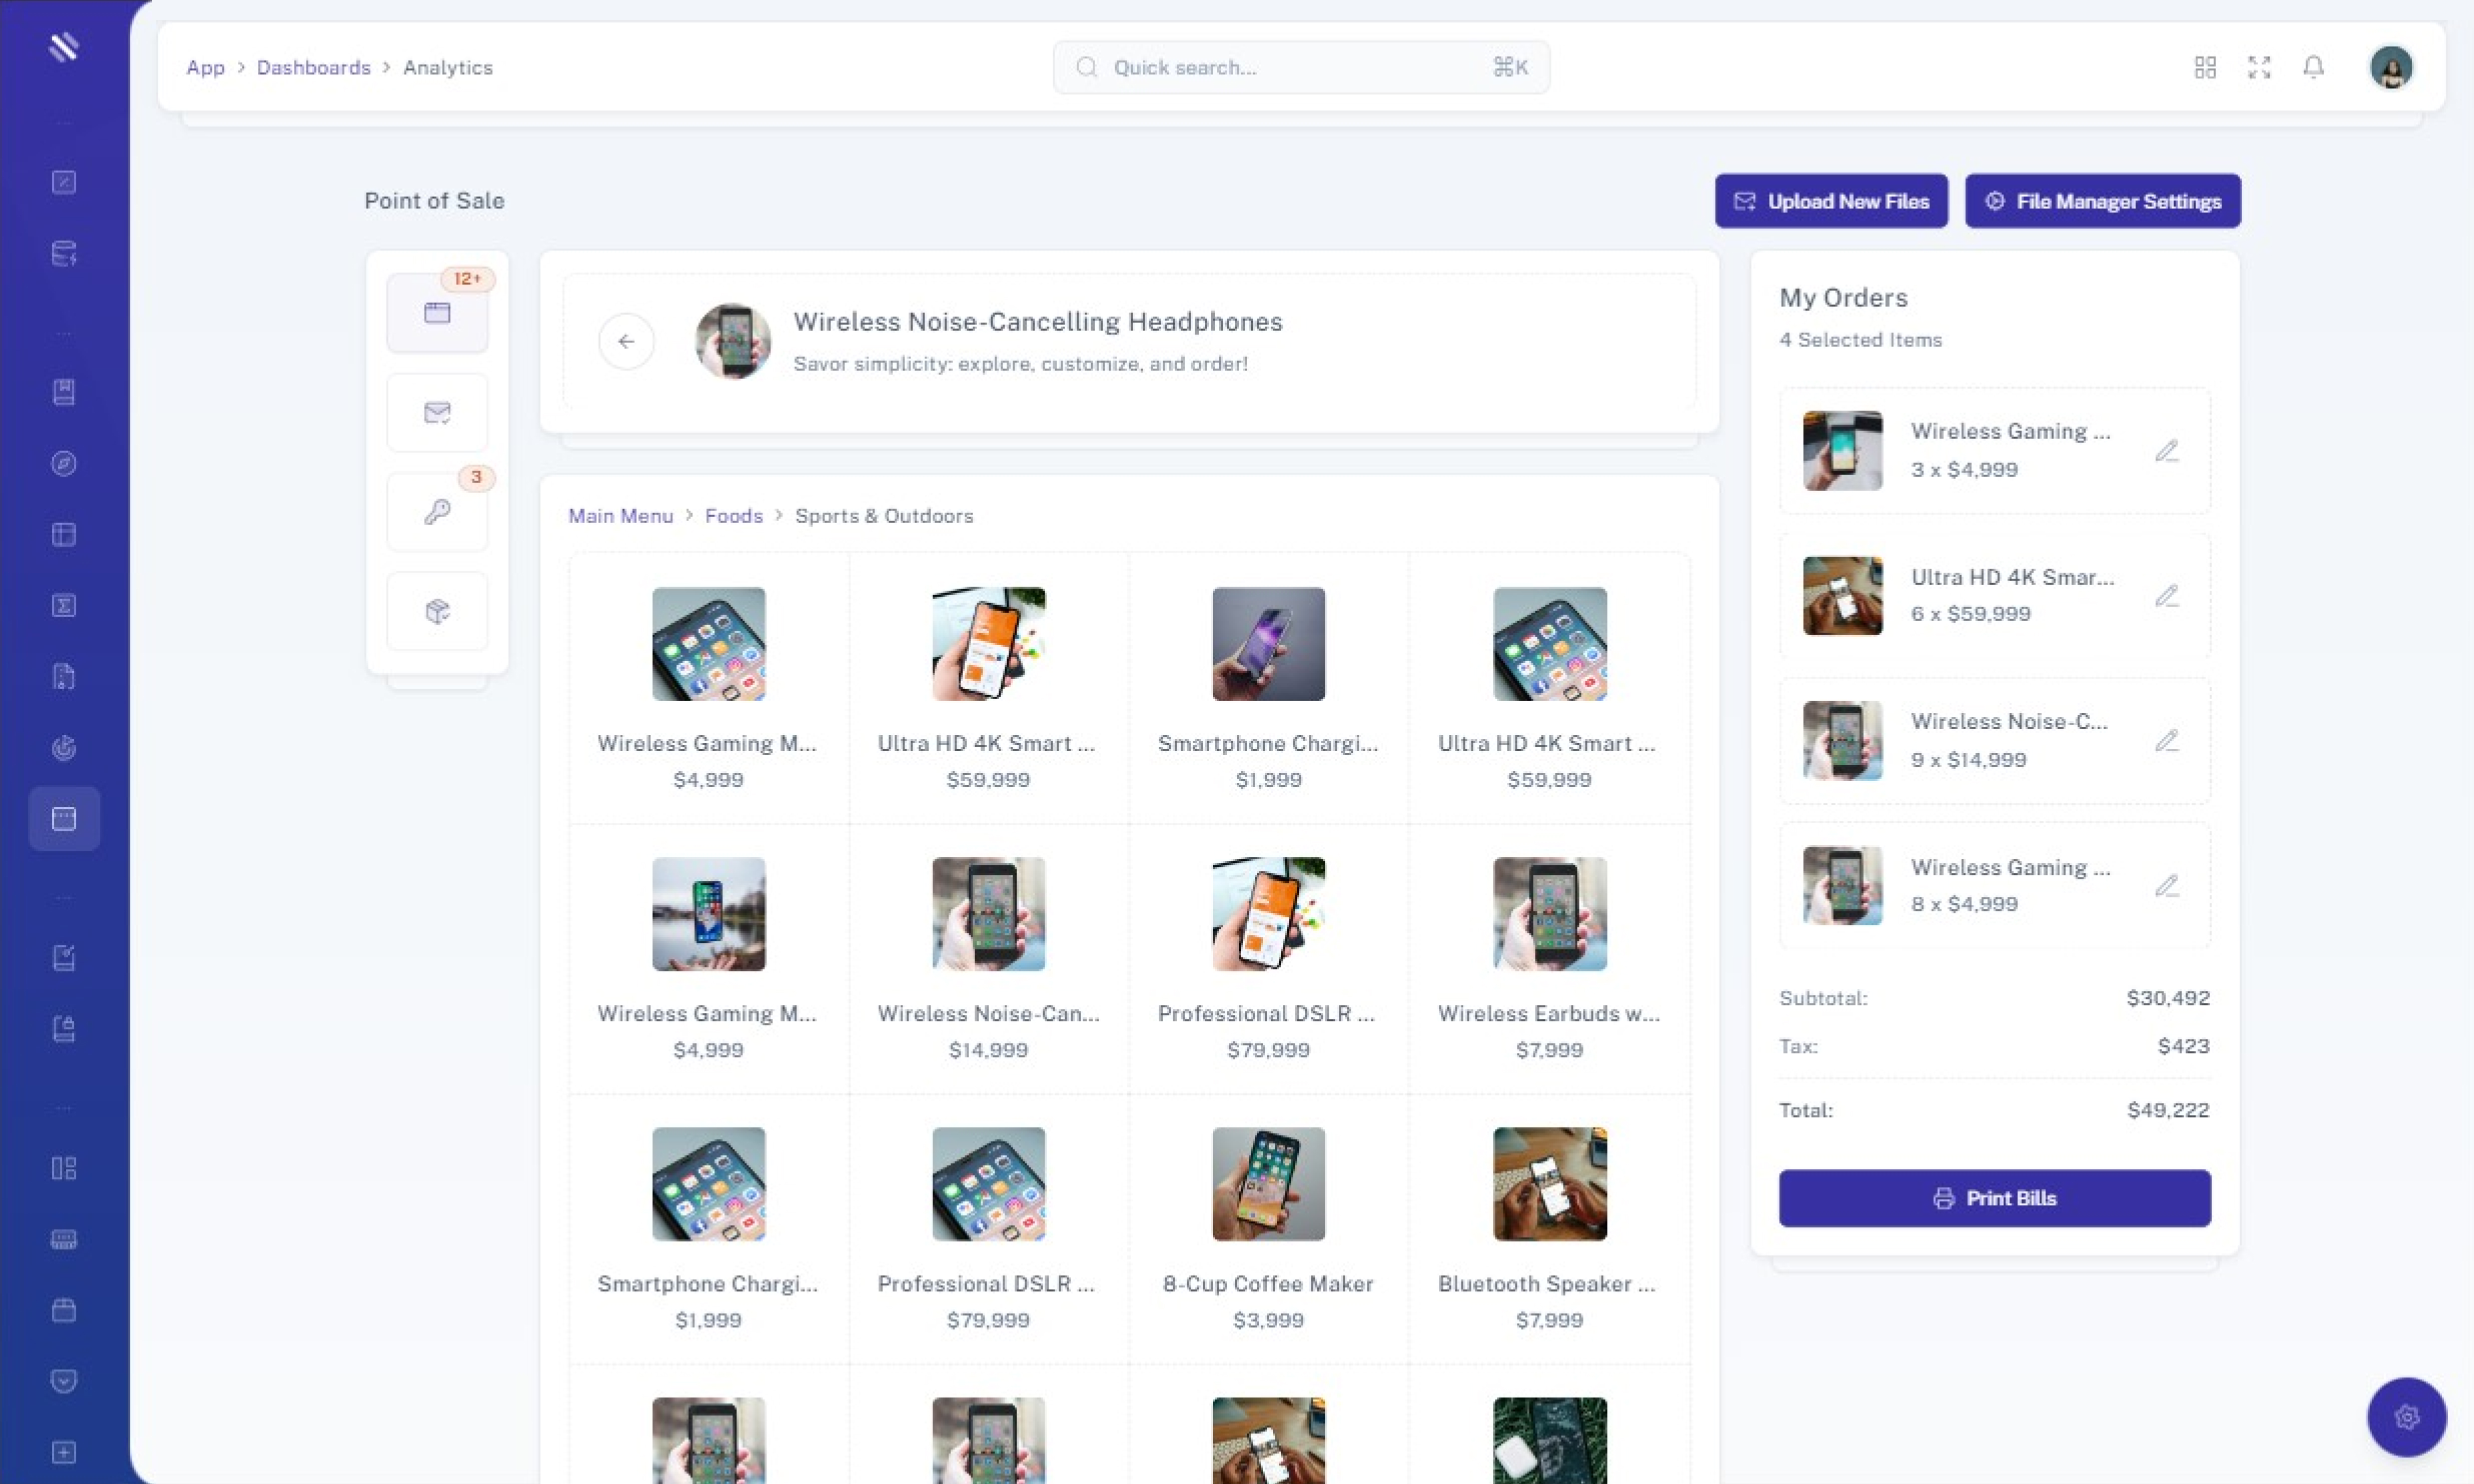 App > Dashboards > Analytics
Quick search... ⌘K
Point of Sale
Upload New Files
File Manager Settings
12+
3
Wireless Noise-Cancelling Headphones
Savor simplicity: explore, customize, and order!
Main Menu > Foods > Sports & Outdoors
Wireless Gaming M...
$4,999
Ultra HD 4K Smart ...
$59,999
Smartphone Chargi...
$1,999
Ultra HD 4K Smart ...
$59,999
Wireless Gaming M...
$4,999
Wireless Noise-Can...
$14,999
Professional DSLR ...
$79,999
Wireless Earbuds w...
$7,999
Smartphone Chargi...
$1,999
Professional DSLR ...
$79,999
8-Cup Coffee Maker
$3,999
Bluetooth Speaker ...
$7,999
My Orders
4 Selected Items
Wireless Gaming ...
3 x $4,999
Ultra HD 4K Smar...
6 x $59,999
Wireless Noise-C...
9 x $14,999
Wireless Gaming ...
8 x $4,999
Subtotal: $30,492
Tax: $423
Total: $49,222
Print Bills